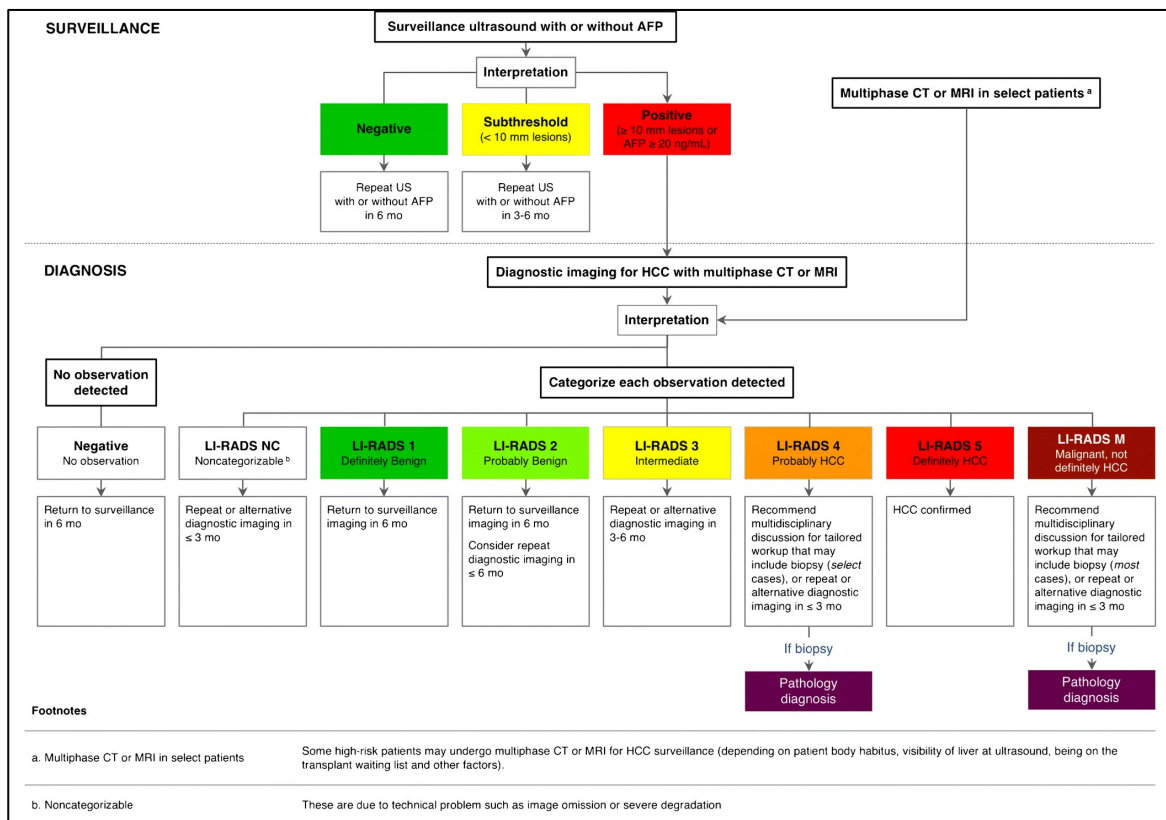 SURVEILLANCE
Surveillance ultrasound with or without AFP
Interpretation
Multiphase CT or MRI in select patients a
Negative
Subthreshold
(< 10 mm lesions)
Positive
(≥ 10 mm lesions or
AFP ≥ 20 ng/mL)
Repeat US
with or without AFP
in 6 mo
Repeat US
with or without AFP
in 3-6 mo
DIAGNOSIS
Diagnostic imaging for HCC with multiphase CT or MRI
Interpretation
No observation
detected
Categorize each observation detected
Negative
No observation
LI-RADS NC
Noncategorizable b
LI-RADS 1
Definitely Benign
LI-RADS 2
Probably Benign
LI-RADS 3
Intermediate
LI-RADS 4
Probably HCC
LI-RADS 5
Definitely HCC
LI-RADS M
Malignant, not
definitely HCC
Return to surveillance
in 6 mo
Repeat or alternative
diagnostic imaging in
≤ 3 mo
Return to surveillance
imaging in 6 mo
Return to surveillance
imaging in 6 mo
Consider repeat
diagnostic imaging in
≤ 6 mo
Repeat or alternative
diagnostic imaging in
3-6 mo
Recommend
multidisciplinary
discussion for tailored
workup that may
include biopsy (select
cases), or repeat or
alternative diagnostic
imaging in ≤ 3 mo
HCC confirmed
Recommend
multidisciplinary
discussion for tailored
workup that may
include biopsy (most
cases), or repeat or
alternative diagnostic
imaging in ≤ 3 mo
If biopsy
If biopsy
Pathology
diagnosis
Pathology
diagnosis
Footnotes
a. Multiphase CT or MRI in select patients
Some high-risk patients may undergo multiphase CT or MRI for HCC surveillance (depending on patient body habitus, visibility of liver at ultrasound, being on the
transplant waiting list and other factors).
b. Noncategorizable
These are due to technical problem such as image omission or severe degradation